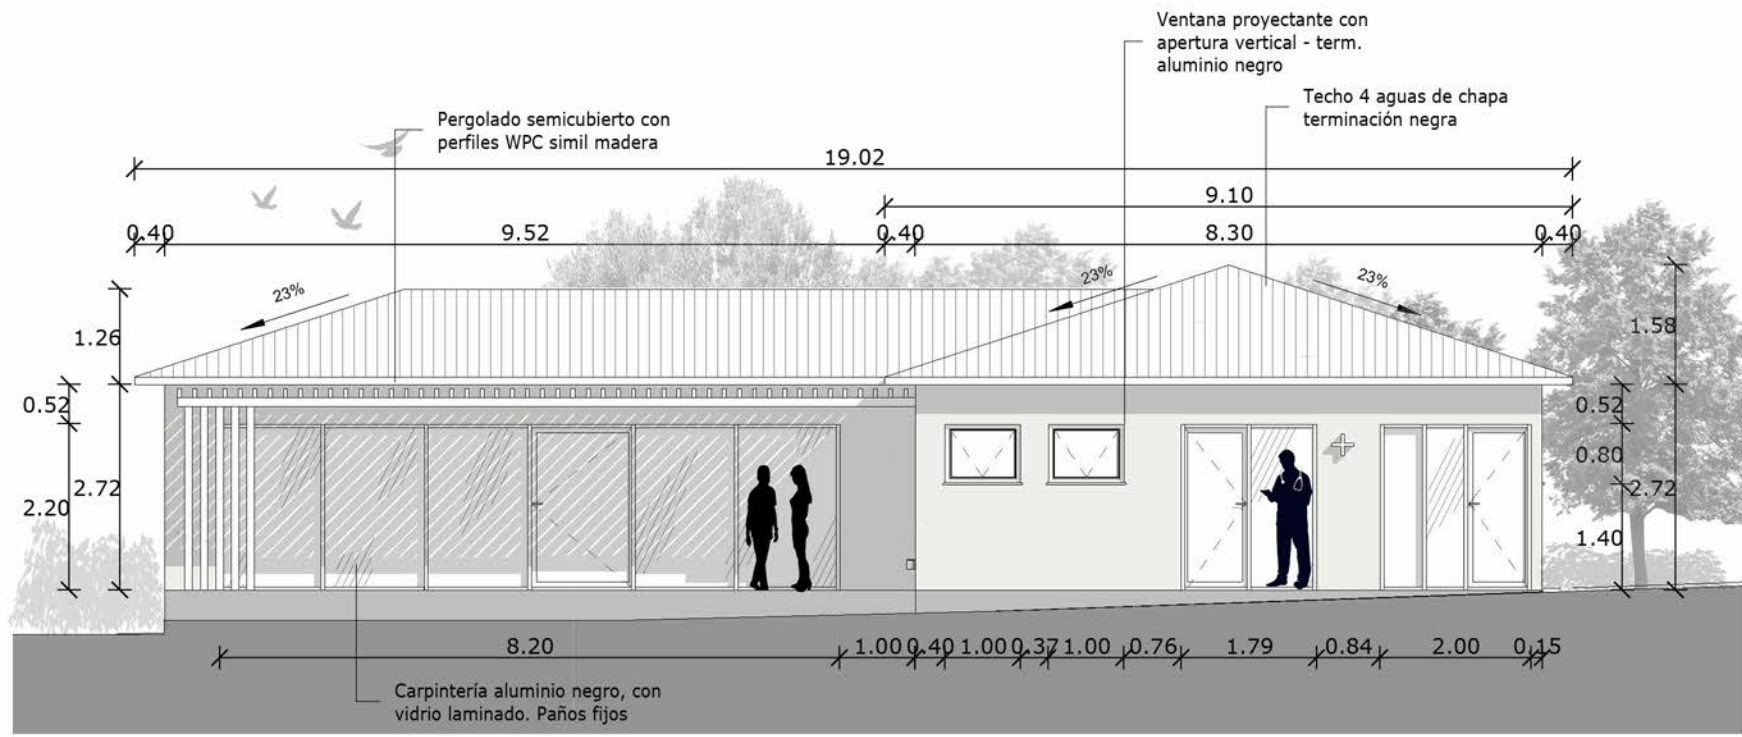 Ventana proyectante con
apertura vertical - term.
aluminio negro
Techo 4 aguas de chapa
terminación negra
Pergolado semicubierto con
perfiles WPC simil madera
19.02
9.10
0.40 9.52 0.40 8.30 0.40
23% 23% 23%
1.26 1.58
0.52 0.52
0.80
2.72 2.72
2.20
1.40
8.20 1.00 0.40 1.00 0.37 1.00 0.76 1.79 0.84 2.00 0.15
Carpintería aluminio negro, con
vidrio laminado. Paños fijos